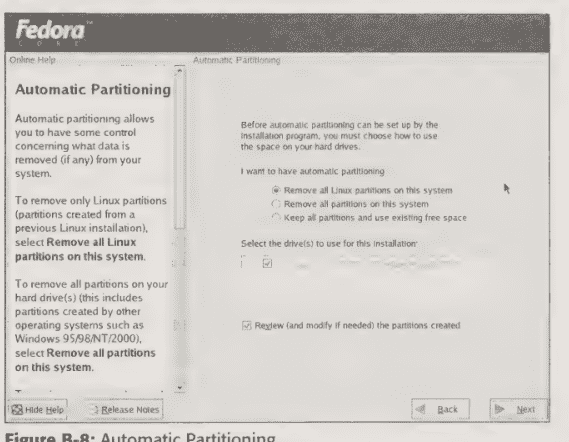 Fedora
CORE
Online Help
Automatic Partitioning
Automatic Partitioning
Automatic partitioning allows
you to have some control
concerning what data is
removed (if any) from your
system.
To remove only Linux partitions
(partitions created from a
previous Linux installation),
select Remove all Linux
partitions on this system.
To remove all partitions on your
hard drive(s) (this includes
partitions created by other
operating systems such as
Windows 95/98/NT/2000),
select Remove all partitions
on this system.
Before automatic partitioning can be set up by the
installation program, you must choose how to use
the space on your hard drives.
I want to have automatic partitioning
Remove all Linux partitions on this system
Remove all partitions on this system
Keep all partitions and use existing free space
Select the drive(s) to use for this installation:
Review (and modify if needed) the partitions created
Hide Help
Release Notes
Back
Next
Figure B-8: Automatic Partitioning